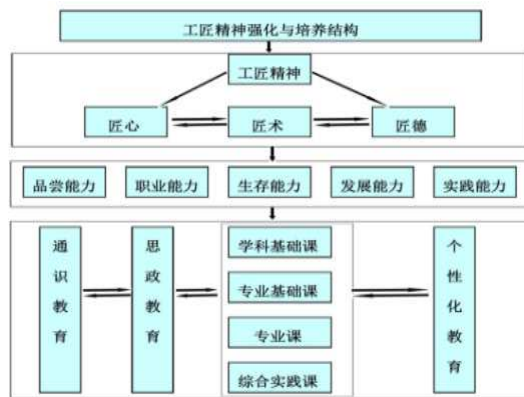 工匠精神强化与培养结构
工匠精神
匠心
匠术
匠德
品尝能力
职业能力
生存能力
发展能力
实践能力
通识教育
思政教育
学科基础课
专业基础课
专业课
综合实践课
个性化教育